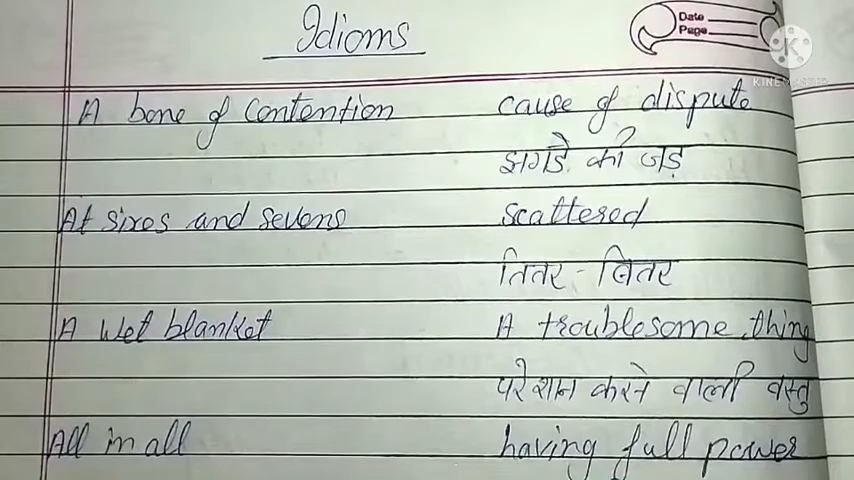 Idioms
Date
Page
K
KINEMASTER
A bone of contention cause of dispute
झगडे की जड़
At sixes and sevens scattered
तितर - बितर
A wet blanket A troublesome thing
परेशान करने वाली वस्तु
All in all having full power